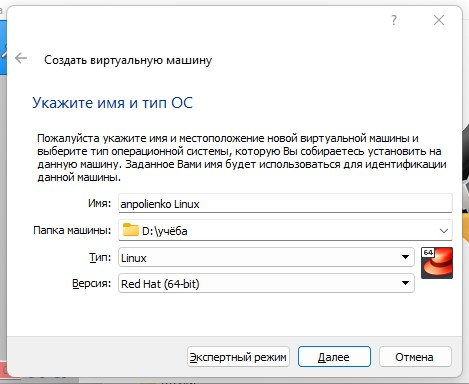 Создать виртуальную машину
Укажите имя и тип ОС
Пожалуйста укажите имя и местоположение новой виртуальной машины и
выберите тип операционной системы, которую Вы собираетесь установить на
данную машину. Заданное Вами имя будет использоваться для идентификации
данной машины.
Имя: anpolienko Linux
Папка машины: D:\учёба
Тип: Linux
64
Версия: Red Hat (64-bit)
Экспертный режим Далее Отмена